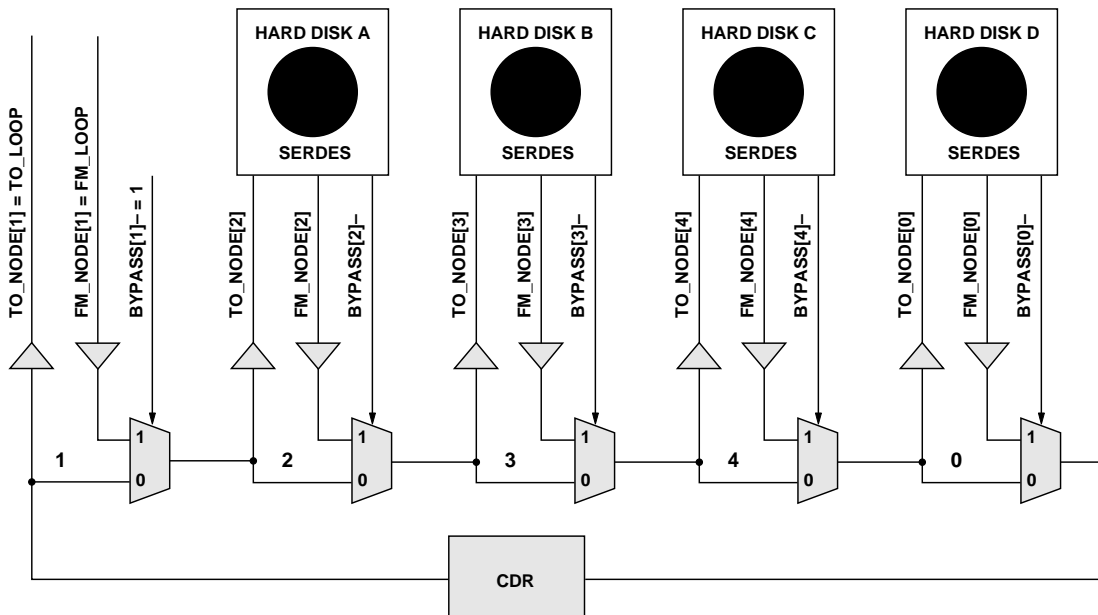 HARD DISK A
HARD DISK B
HARD DISK C
HARD DISK D
SERDES
SERDES
SERDES
SERDES
TO_NODE[1] = TO_LOOP
FM_NODE[1] = FM_LOOP
BYPASS[1]– = 1
TO_NODE[2]
FM_NODE[2]
BYPASS[2]–
TO_NODE[3]
FM_NODE[3]
BYPASS[3]–
TO_NODE[4]
FM_NODE[4]
BYPASS[4]–
TO_NODE[0]
FM_NODE[0]
BYPASS[0]–
1
1
0
2
1
0
3
1
0
4
1
0
0
1
0
CDR